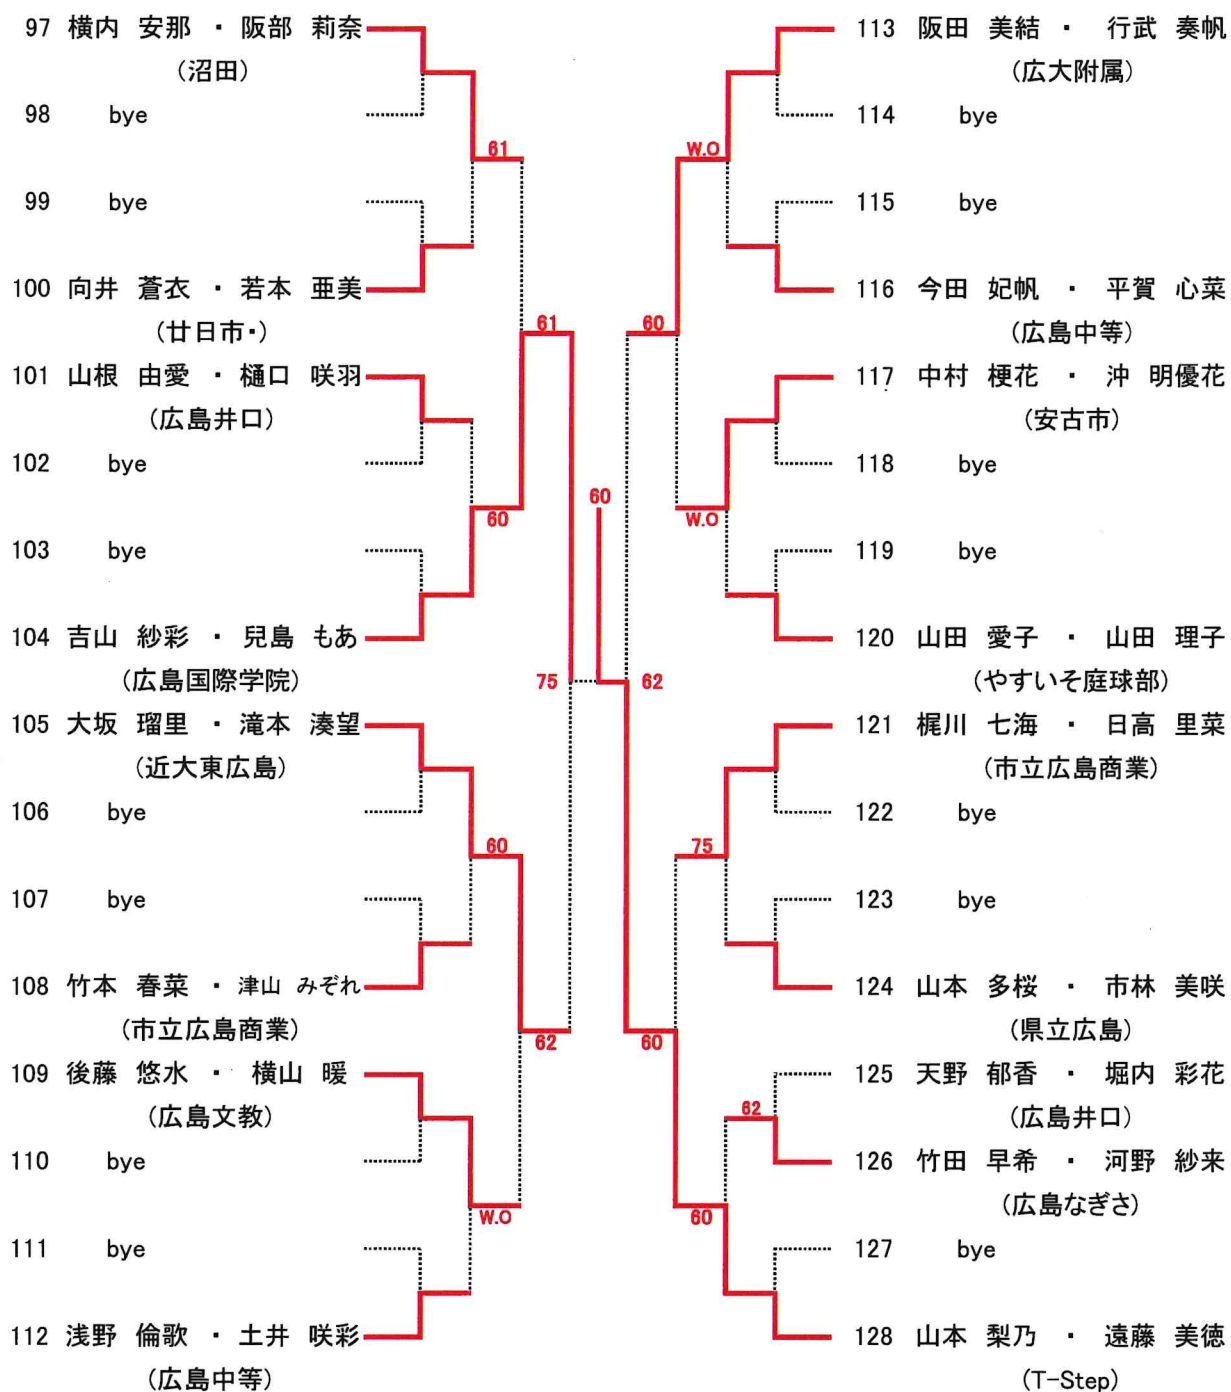 97 横内 安那 ・ 阪部 莉奈
(沼田)
98 bye
61
99 bye
100 向井 蒼衣 ・ 若本 亜美
(廿日市・)
61
101 山根 由愛 ・ 樋口 咲羽
(広島井口)
102 bye
60
103 bye
104 吉山 紗彩 ・ 兒島 もあ
(広島国際学院)
75
105 大坂 瑠里 ・ 滝本 湊望
(近大東広島)
106 bye
60
107 bye
108 竹本 春菜 ・ 津山 みぞれ
(市立広島商業)
62
109 後藤 悠水 ・ 横山 暖
(広島文教)
110 bye
W.O
111 bye
112 浅野 倫歌 ・ 土井 咲彩
(広島中等)
60
113 阪田 美結 ・ 行武 奏帆
(広大附属)
114 bye
W.O
115 bye
116 今田 妃帆 ・ 平賀 心菜
(広島中等)
60
117 中村 梗花 ・ 沖 明優花
(安古市)
118 bye
W.O
119 bye
120 山田 愛子 ・ 山田 理子
(やすいそ庭球部)
62
121 梶川 七海 ・ 日高 里菜
(市立広島商業)
122 bye
75
123 bye
124 山本 多桜 ・ 市林 美咲
(県立広島)
60
125 天野 郁香 ・ 堀内 彩花
(広島井口)
62
126 竹田 早希 ・ 河野 紗来
(広島なぎさ)
60
127 bye
128 山本 梨乃 ・ 遠藤 美徳
(T-Step)